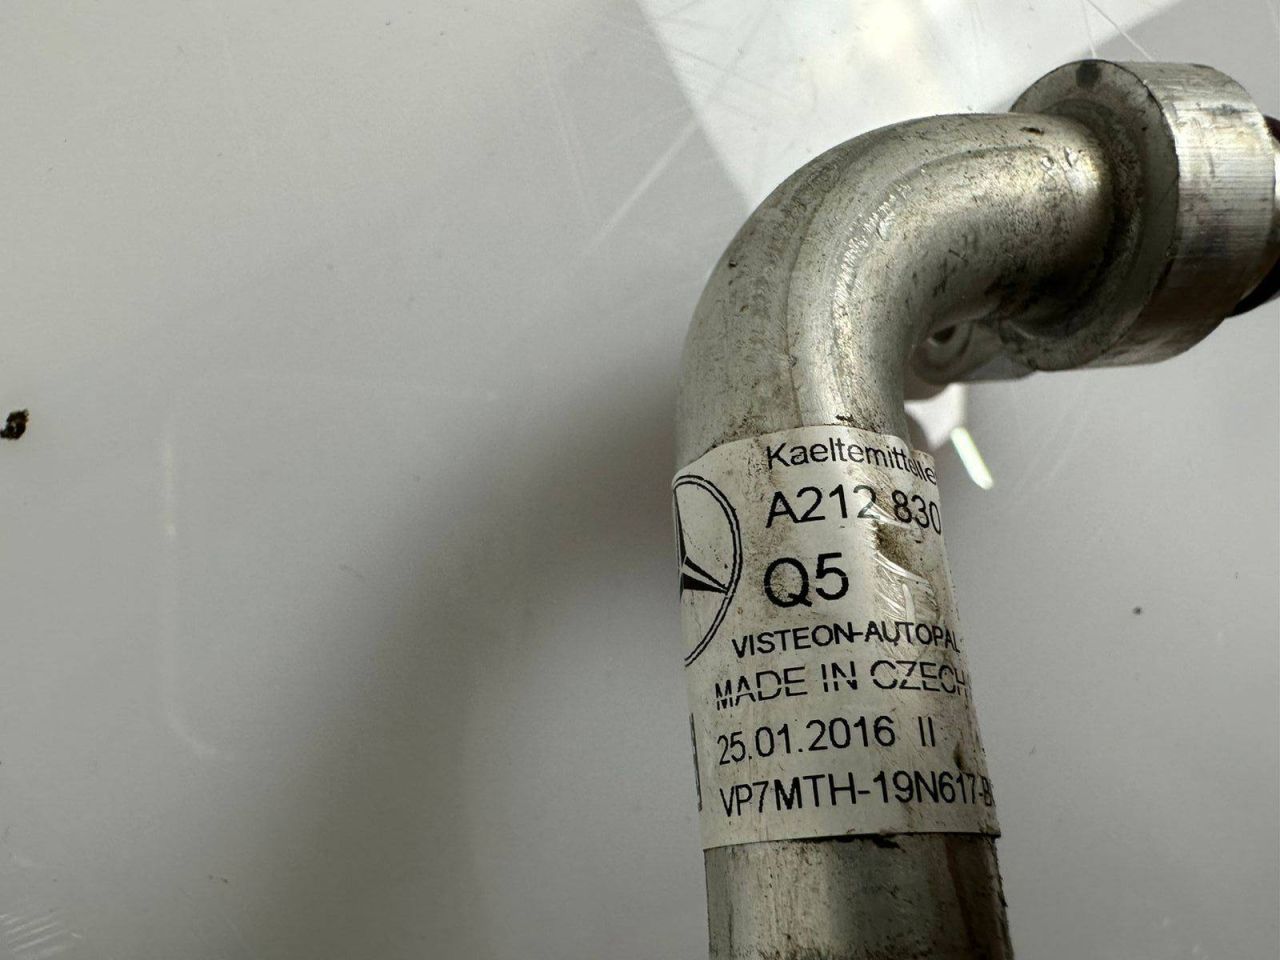 Kaeltemittelle
A212 830
Q5
VISTEON-AUTOPAL
MADE IN CZECH
25.01.2016 II
VP7MTH-19N617-B